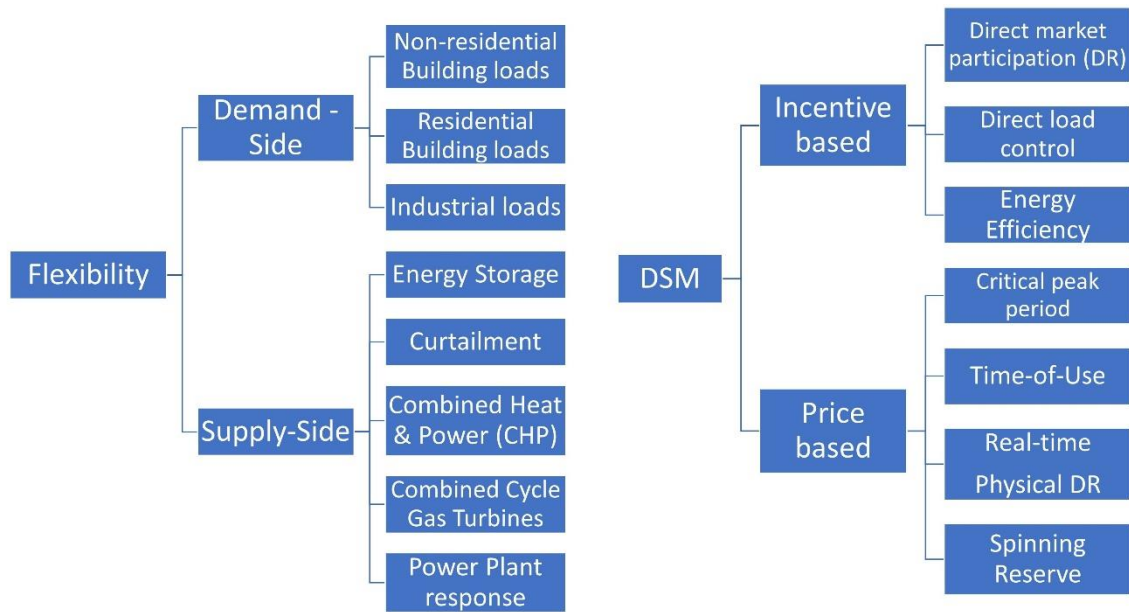 Flexibility
Demand -
Side
Non-residential
Building loads
Residential
Building loads
Industrial loads
Supply-Side
Energy Storage
Curtailment
Combined Heat
& Power (CHP)
Combined Cycle
Gas Turbines
Power Plant
response
DSM
Incentive
based
Direct market
participation (DR)
Direct load
control
Energy
Efficiency
Price
based
Critical peak
period
Time-of-Use
Real-time
Physical DR
Spinning
Reserve